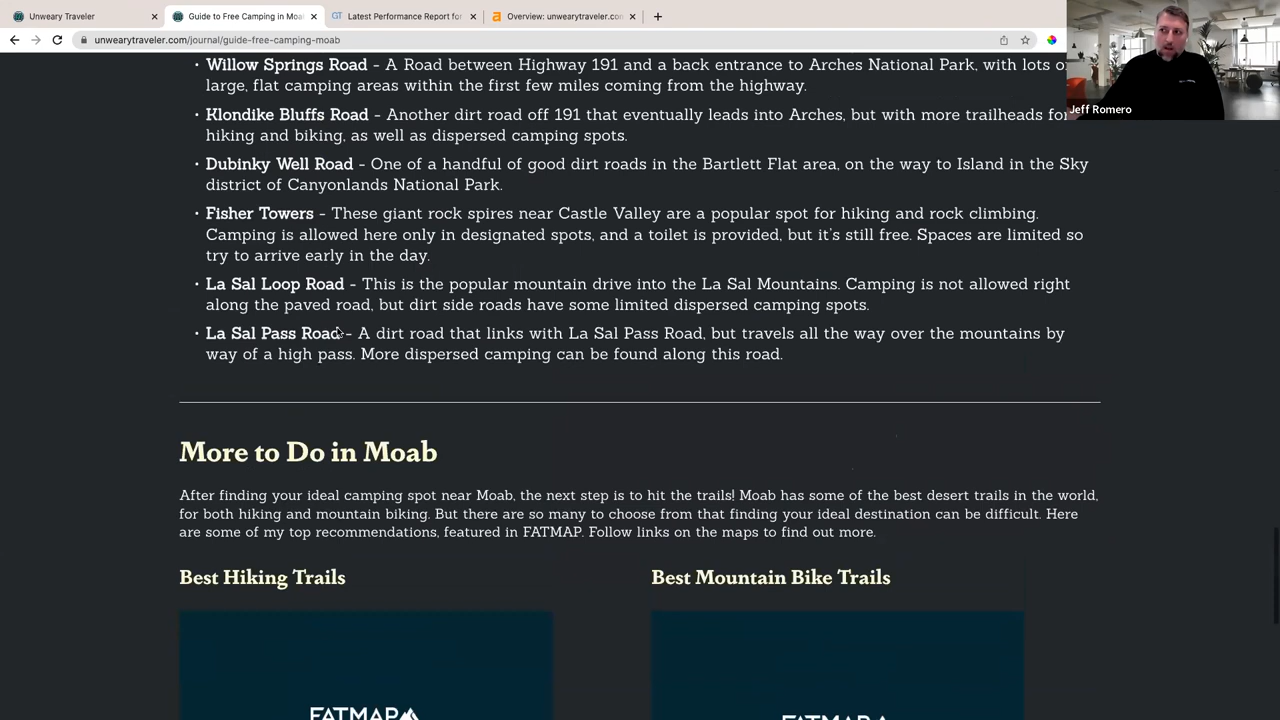 Unweary Traveler
Guide to Free Camping in Moa
Latest Performance Report for
Overview: unwearytraveler.com
unwearytraveler.com/journal/guide-free-camping-moab
Jeff Romero
• Willow Springs Road - A Road between Highway 191 and a back entrance to Arches National Park, with lots o
large, flat camping areas within the first few miles coming from the highway.
• Klondike Bluffs Road - Another dirt road off 191 that eventually leads into Arches, but with more trailheads for
hiking and biking, as well as dispersed camping spots.
• Dubinky Well Road - One of a handful of good dirt roads in the Bartlett Flat area, on the way to Island in the Sky
district of Canyonlands National Park.
• Fisher Towers - These giant rock spires near Castle Valley are a popular spot for hiking and rock climbing.
Camping is allowed here only in designated spots, and a toilet is provided, but it's still free. Spaces are limited so
try to arrive early in the day.
• La Sal Loop Road - This is the popular mountain drive into the La Sal Mountains. Camping is not allowed right
along the paved road, but dirt side roads have some limited dispersed camping spots.
• La Sal Pass Road - A dirt road that links with La Sal Pass Road, but travels all the way over the mountains by
way of a high pass. More dispersed camping can be found along this road.
More to Do in Moab
After finding your ideal camping spot near Moab, the next step is to hit the trails! Moab has some of the best desert trails in the world,
for both hiking and mountain biking. But there are so many to choose from that finding your ideal destination can be difficult. Here
are some of my top recommendations, featured in FATMAP. Follow links on the maps to find out more.
Best Hiking Trails
Best Mountain Bike Trails
FATMAP
FATMAP